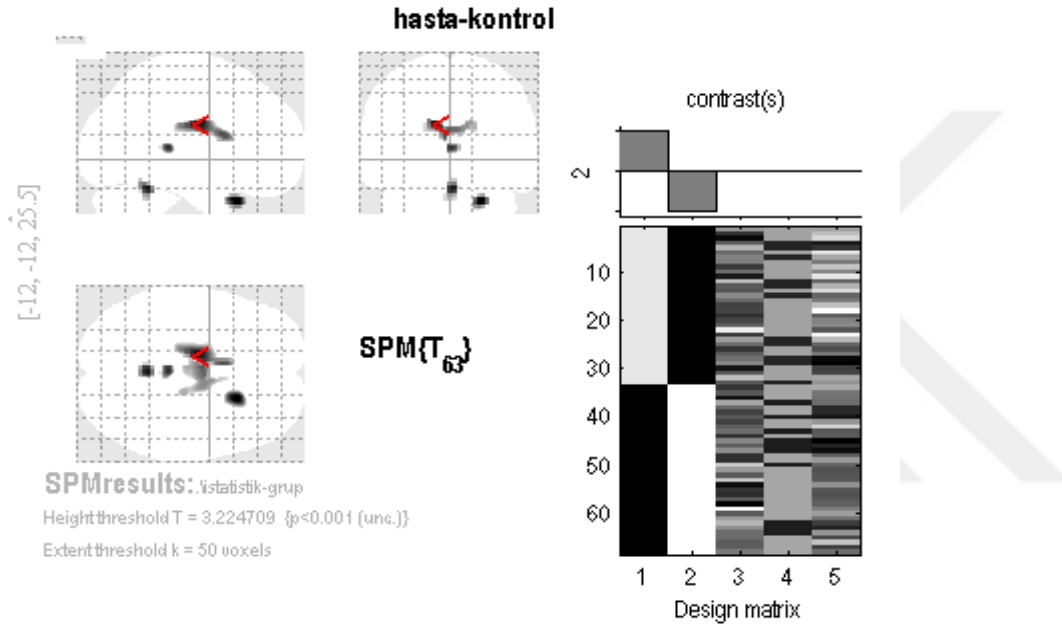 hasta-kontrol
[-12, -12, 25.5]
SPM{T63}
SPMresults: .\istatistik-grup
Height threshold T = 3.224709 {p<0.001 (unc.)}
Extent threshold k = 50 voxels
contrast(s)
2
10
20
30
40
50
60
1 2 3 4 5
Design matrix